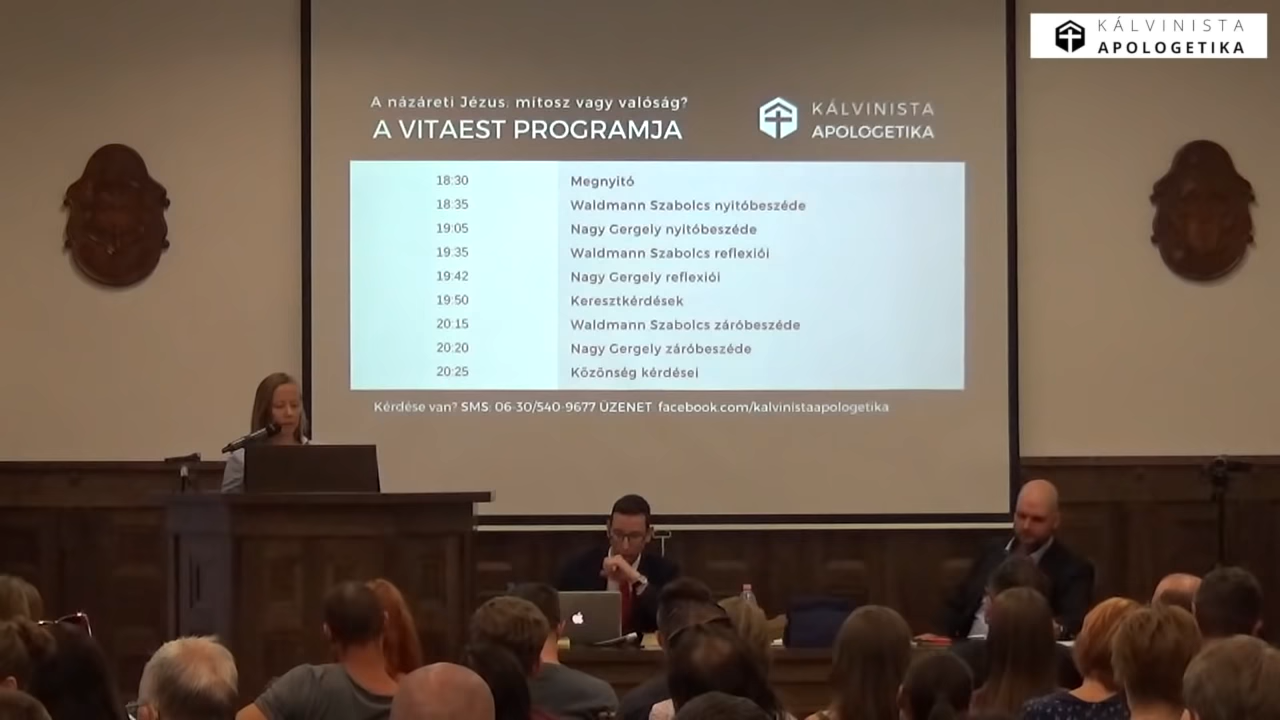 KÁLVINISTA
APOLOGETIKA
A názáreti Jézus, mítosz vagy valóság?
A VITAEST PROGRAMJA
KÁLVINISTA
APOLOGETIKA
18:30 Megnyitó
18:35 Waldmann Szabolcs nyitóbeszéde
19:05 Nagy Gergely nyitóbeszéde
19:35 Waldmann Szabolcs reflexiói
19:42 Nagy Gergely reflexiói
19:50 Keresztkérdések
20:15 Waldmann Szabolcs záróbeszéde
20:20 Nagy Gergely záróbeszéde
20:25 Közönség kérdései
Kérdése van? SMS: 06-30/540-9677 ÜZENET: facebook.com/kalvinistaapologetika